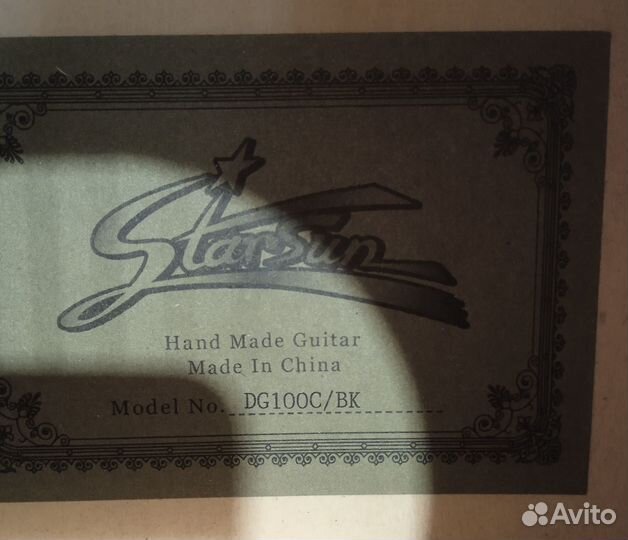 StarSun
Hand Made Guitar
Made In China
Model No. DG100C/BK
Avito